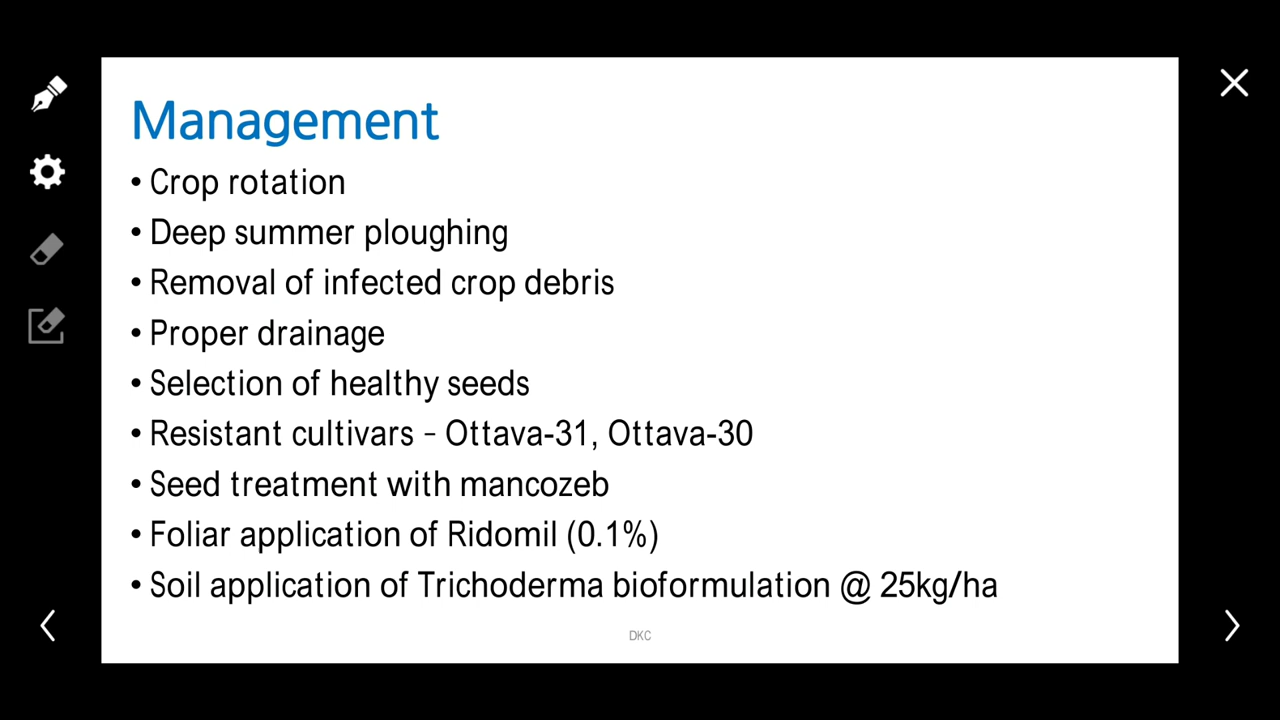 Management
• Crop rotation
• Deep summer ploughing
• Removal of infected crop debris
• Proper drainage
• Selection of healthy seeds
• Resistant cultivars – Ottava-31, Ottava-30
• Seed treatment with mancozeb
• Foliar application of Ridomil (0.1%)
• Soil application of Trichoderma bioformulation @ 25kg/ha
DKC